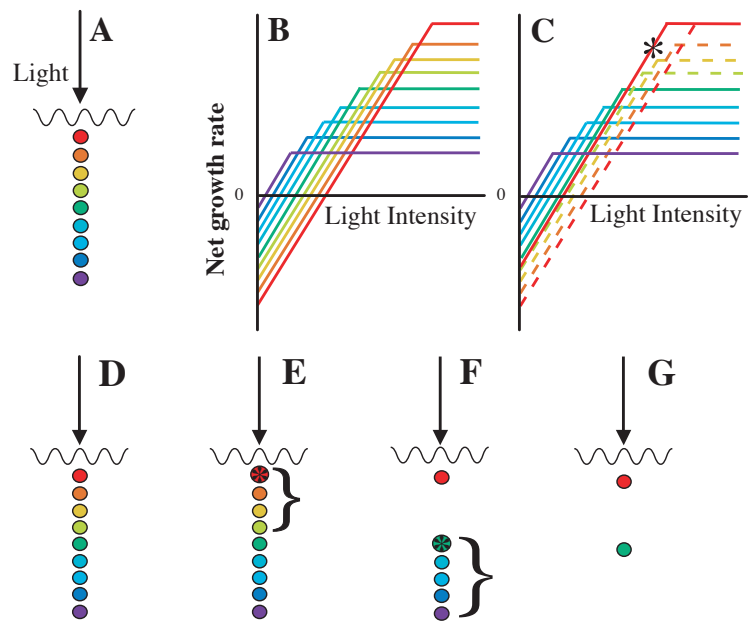 A
Light
B
Net growth rate
0
Light Intensity
C
*
0
Light Intensity
D
E
}
F
}
G